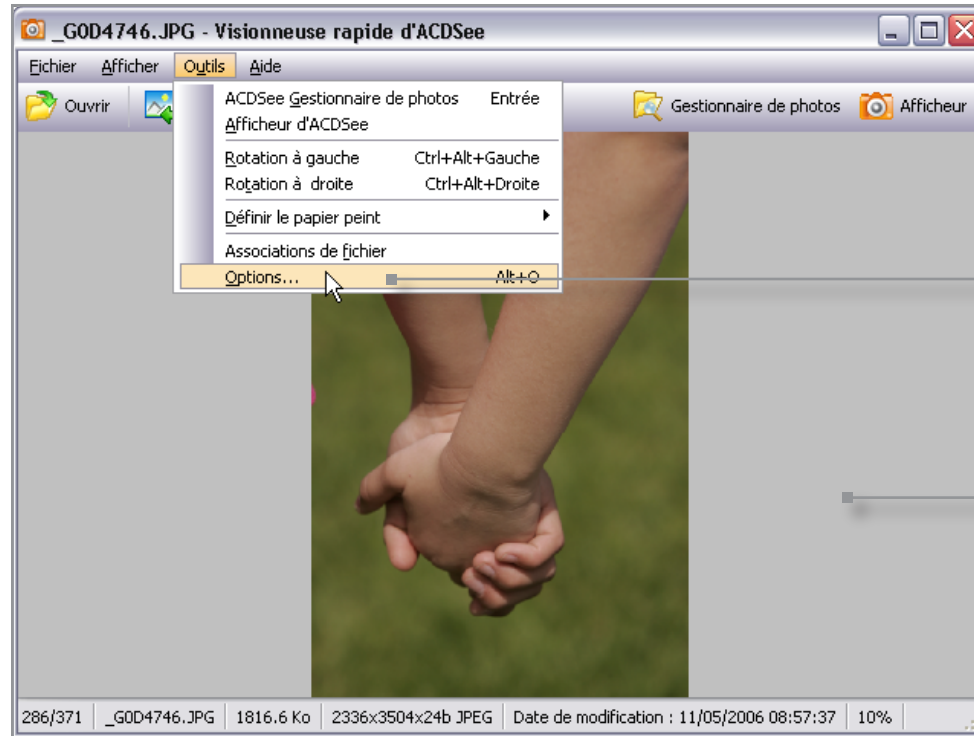 _G0D4746.JPG - Visionneuse rapide d'ACDSee
Fichier Afficher Outils Aide
Ouvrir Gestionnaire de photos Afficheur
ACDSee Gestionnaire de photos Entrée
Afficheur d'ACDSee
Rotation à gauche Ctrl+Alt+Gauche
Rotation à droite Ctrl+Alt+Droite
Définir le papier peint
Associations de fichier
Options... Alt+O
286/371 _G0D4746.JPG 1816.6 Ko 2336x3504x24b JPEG Date de modification : 11/05/2006 08:57:37 10%